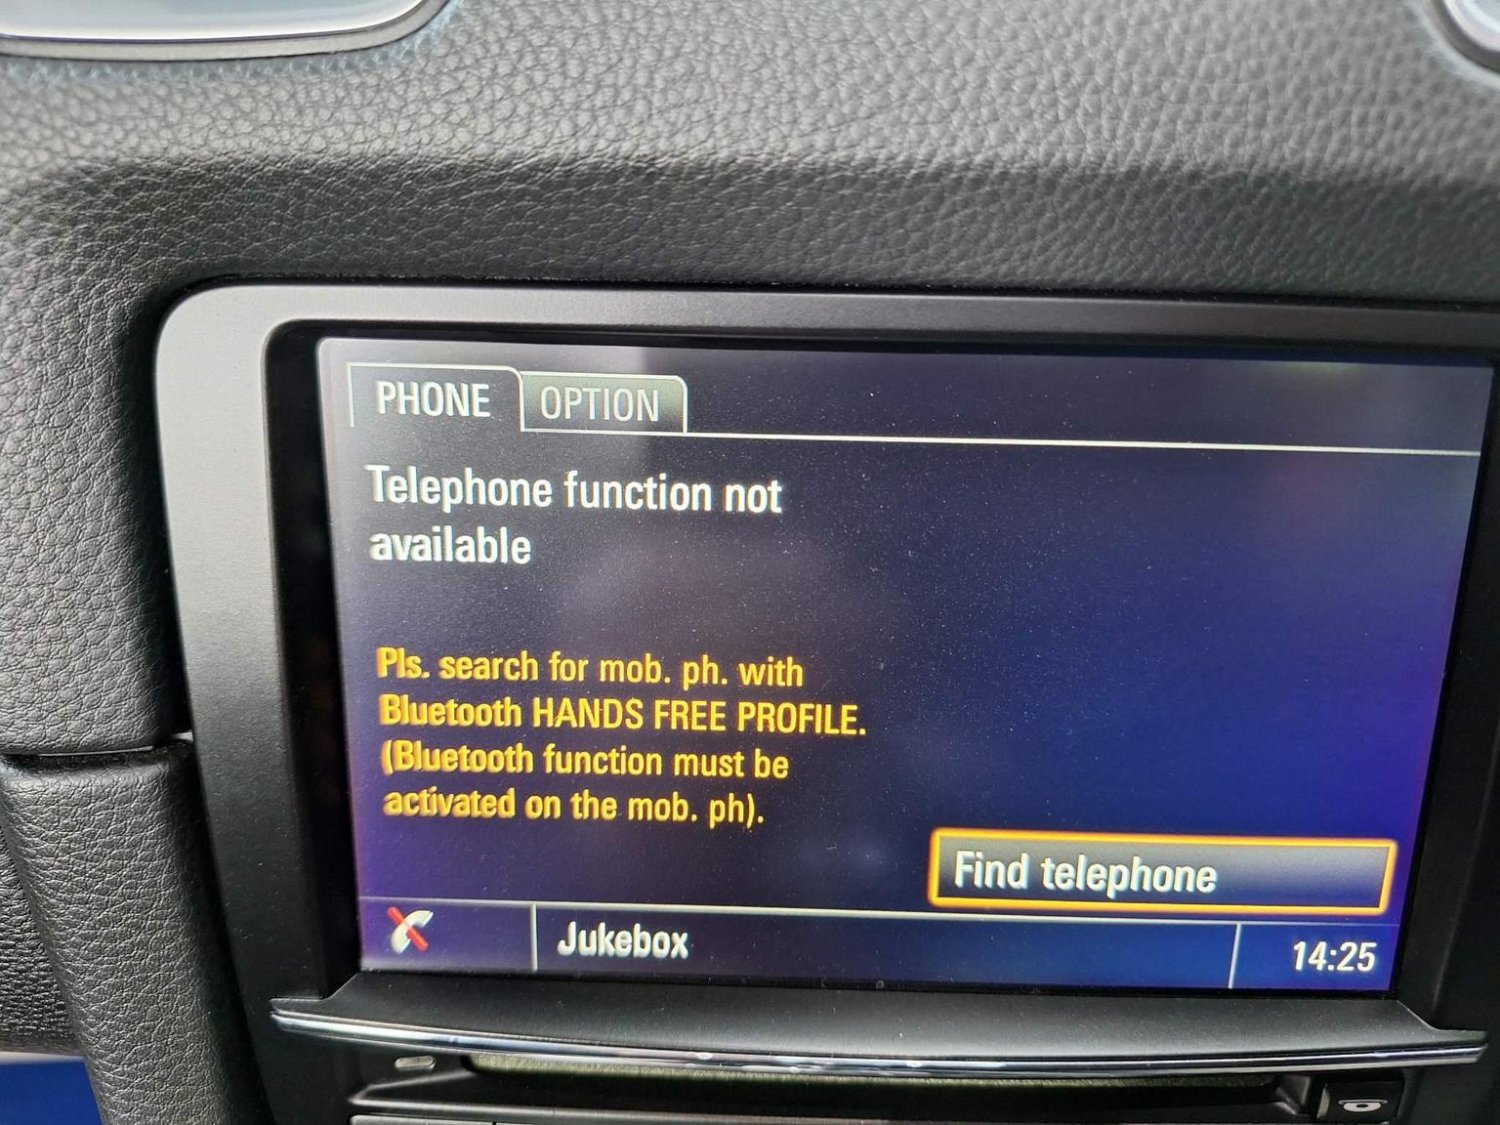 PHONE OPTION
Telephone function not
available
Pls. search for mob. ph. with
Bluetooth HANDS FREE PROFILE.
(Bluetooth function must be
activated on the mob. ph).
Find telephone
Jukebox 14:25